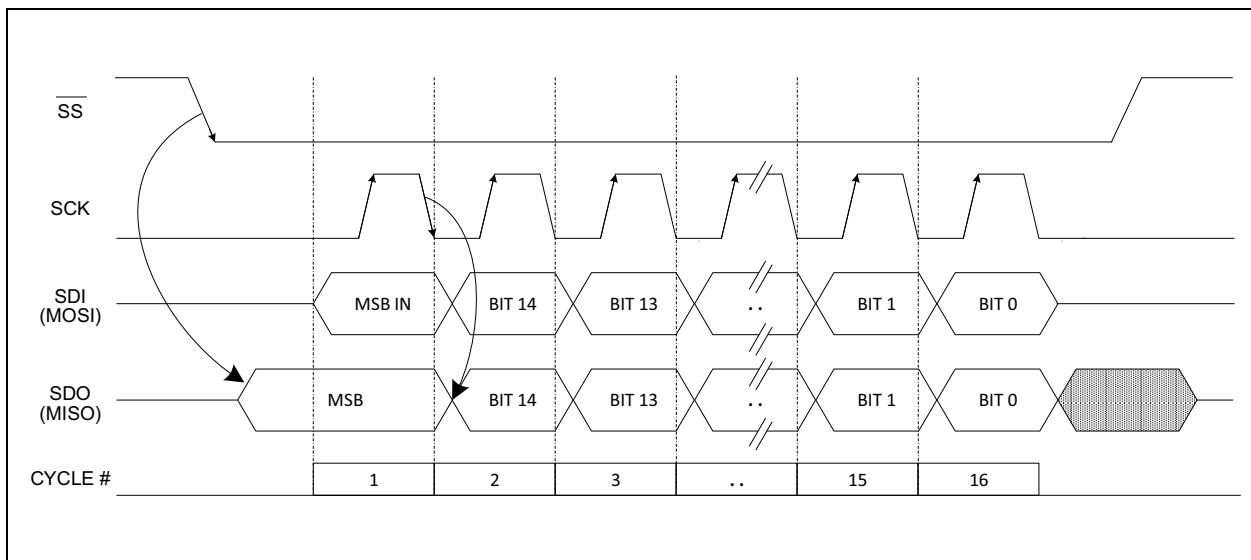 SS
SCK
SDI
(MOSI)
MSB IN
BIT 14
BIT 13
. .
BIT 1
BIT 0
SDO
(MISO)
MSB
BIT 14
BIT 13
. .
BIT 1
BIT 0
CYCLE #
1
2
3
. .
15
16